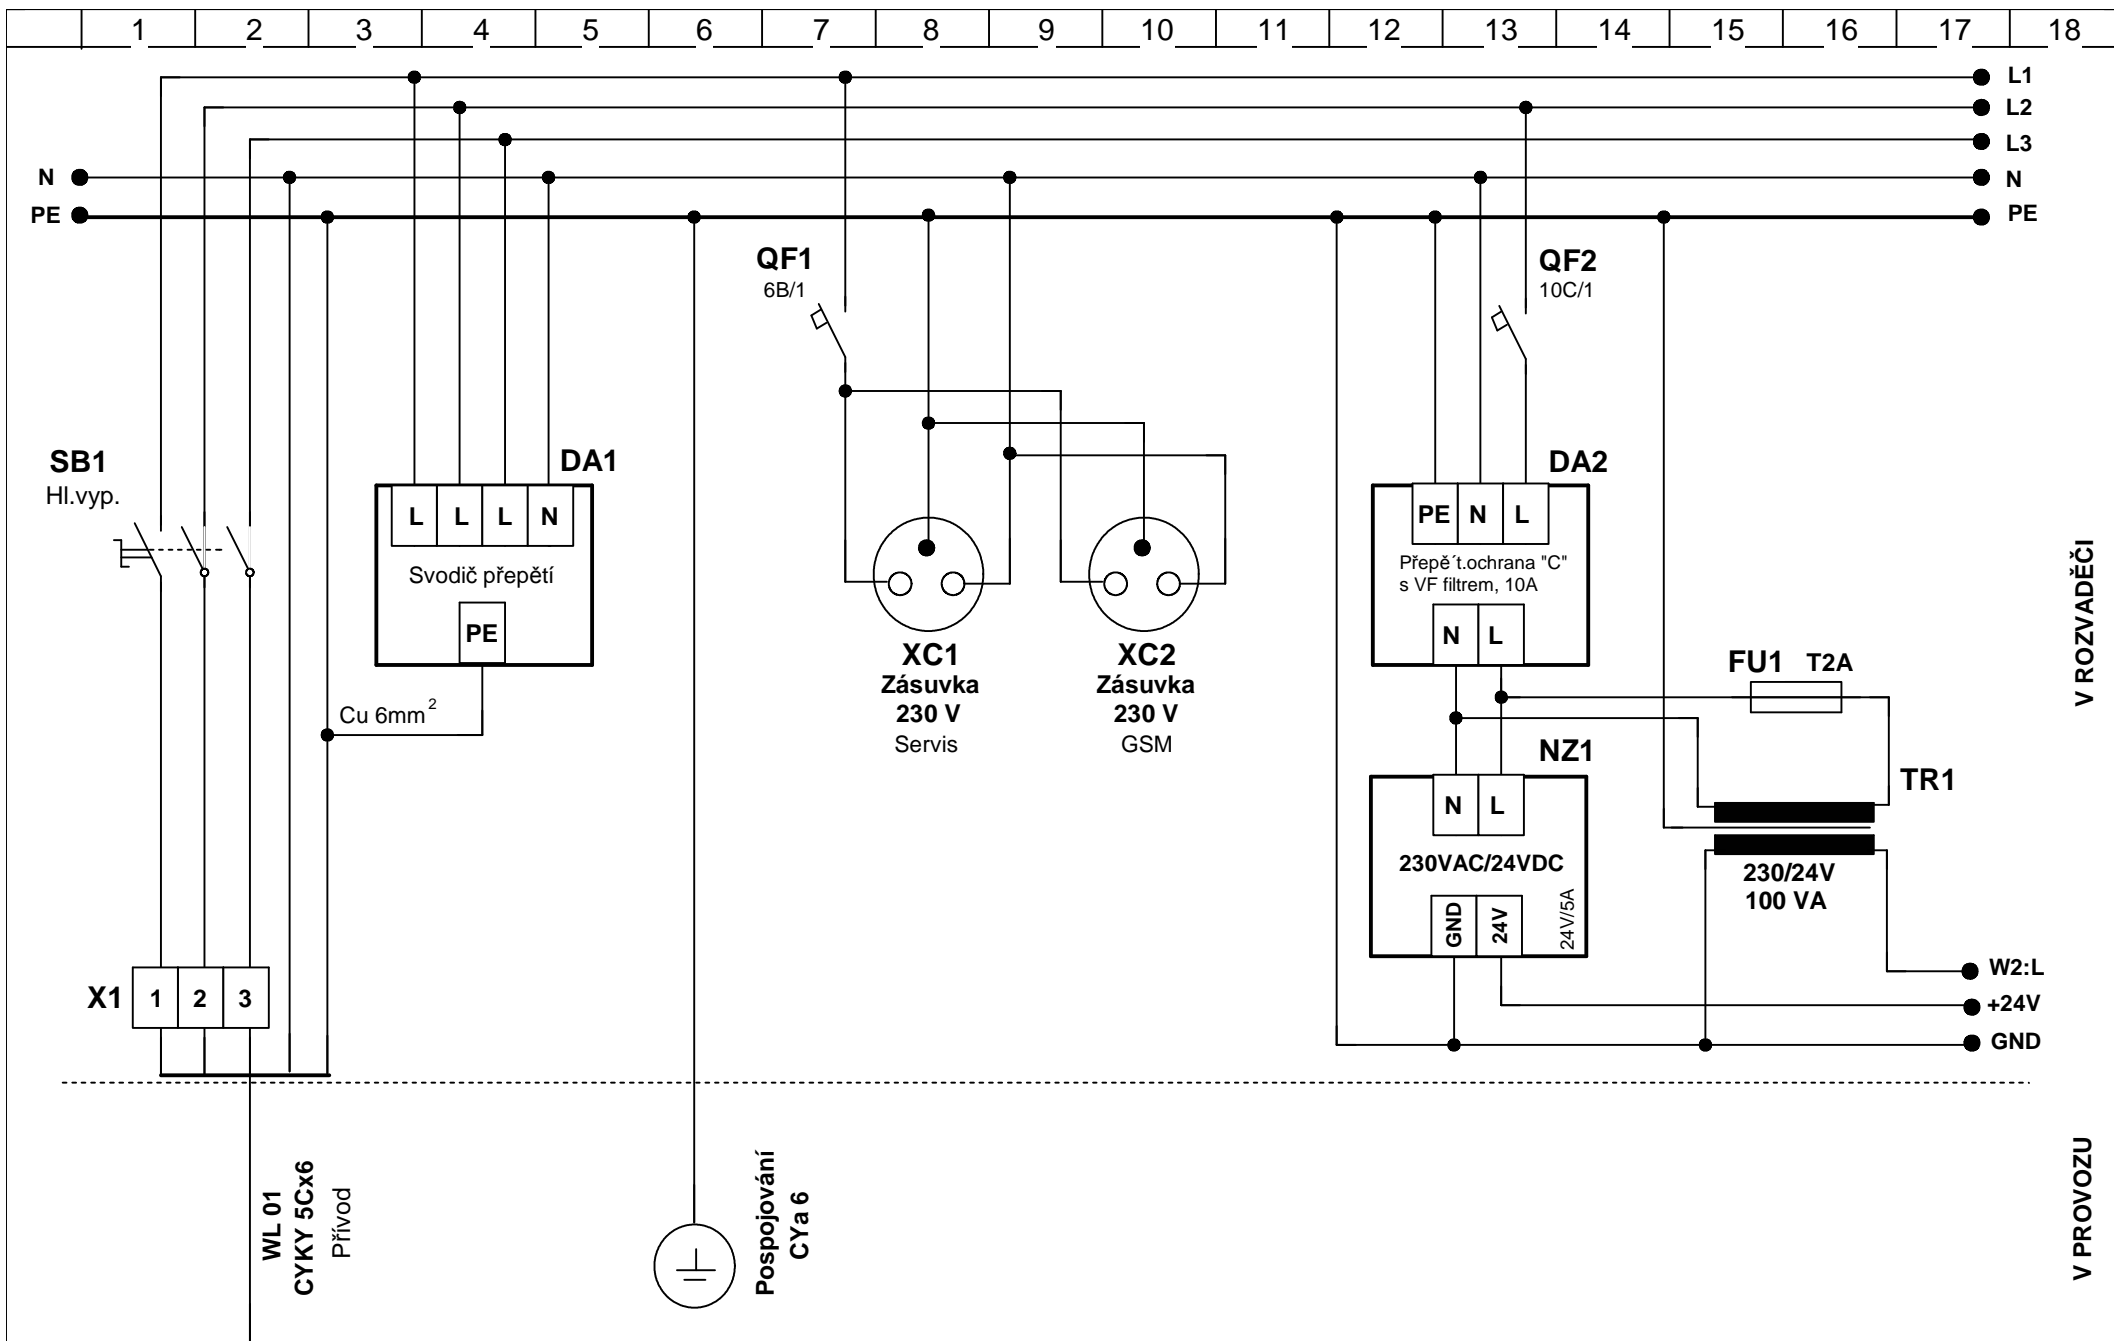 1 2 3 4 5 6 7 8 9 10 11 12 13 14 15 16 17 18
L1
L2
L3
N N
PE PE
QF1
6B/1
QF2
10C/1
SB1
Hl.vyp.
DA1
L L L N
Svodič přepětí
PE
Cu 6mm²
XC1
Zásuvka
230 V
Servis
XC2
Zásuvka
230 V
GSM
DA2
PE N L
Přepě´t.ochrana "C"
s VF filtrem, 10A
N L
FU1 T2A
NZ1
N L
230VAC/24VDC
24V/5A
GND 24V
TR1
230/24V
100 VA
W2:L
+24V
GND
X1 1 2 3
V ROZVADĚČI
WL 01
CYKY 5Cx6
Přívod
Pospojování
CYa 6
V PROVOZU